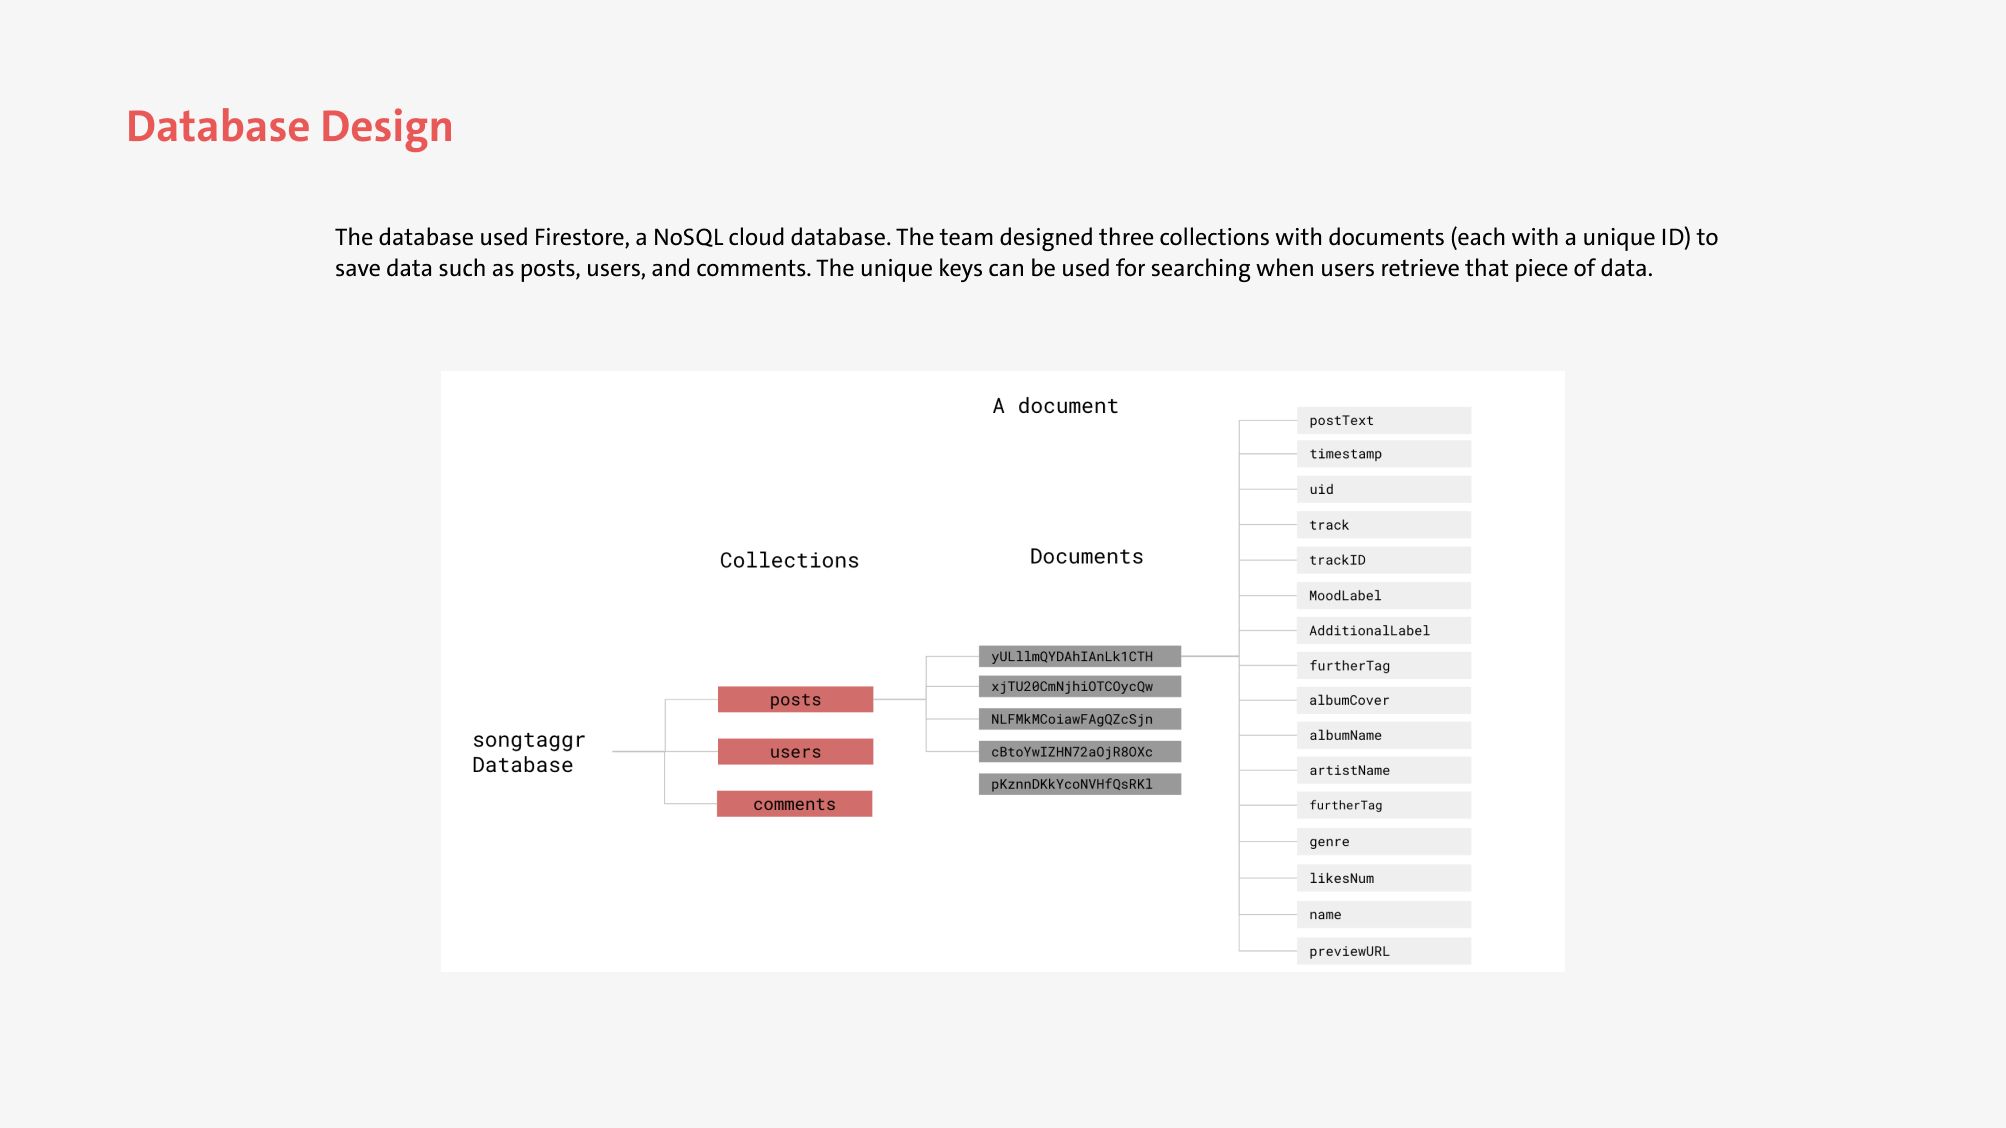 Database Design
The database used Firestore, a NoSQL cloud database. The team designed three collections with documents (each with a unique ID) to
save data such as posts, users, and comments. The unique keys can be used for searching when users retrieve that piece of data.
songtaggr
Database
Collections
posts
users
comments
A document
Documents
yULllmQYDAhIAnLk1CTH
xjTU20CmNjhiOTCOycQw
NLFMkMCoiawFAgQZcSjn
cBtoYwIZHN72aOjR8OXc
pKznnDKkYcoNVHfQsRKl
postText
timestamp
uid
track
trackID
MoodLabel
AdditionalLabel
furtherTag
albumCover
albumName
artistName
furtherTag
genre
likesNum
name
previewURL